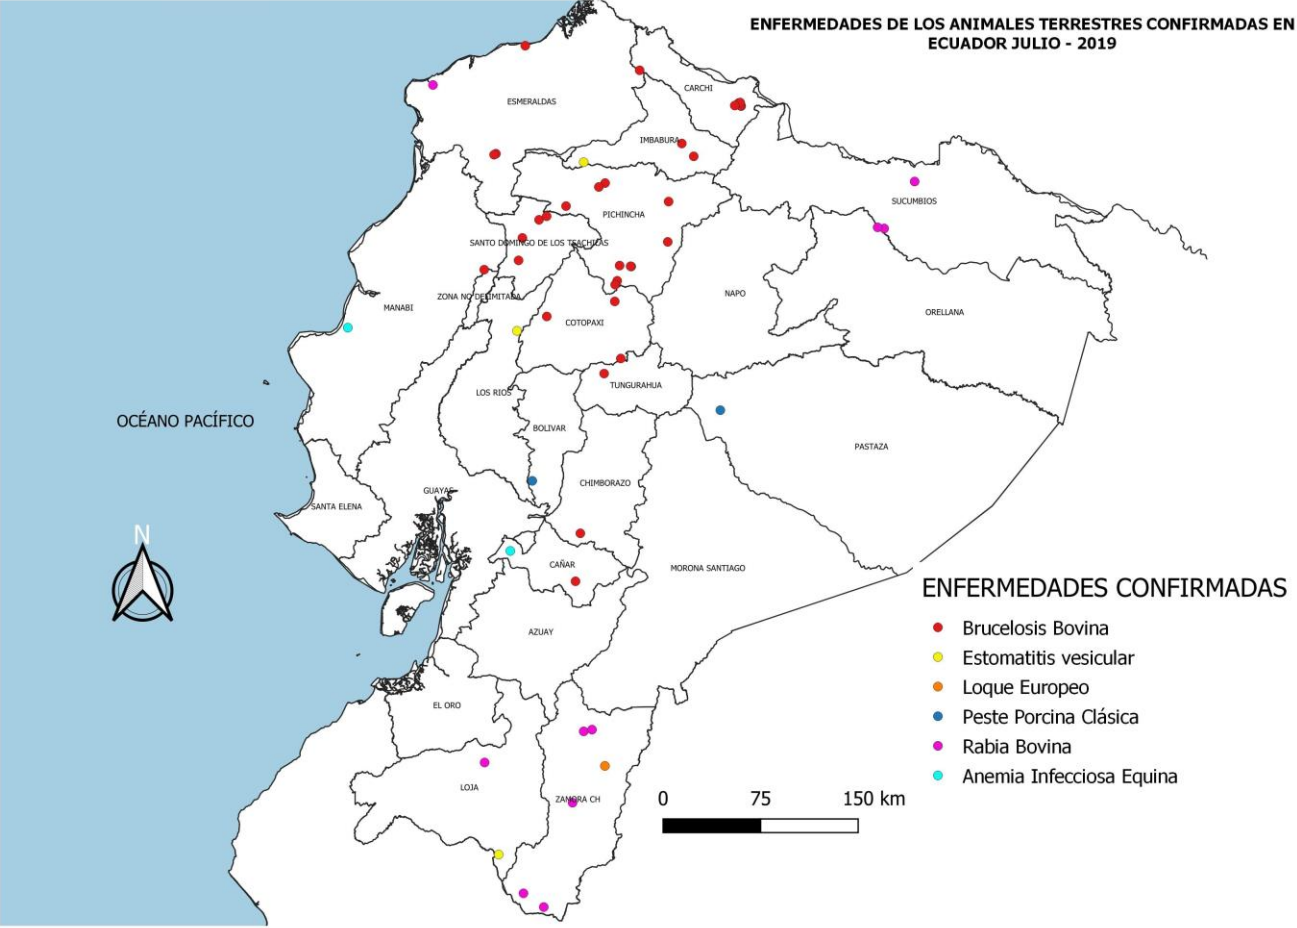 ENFERMEDADES DE LOS ANIMALES TERRESTRES CONFIRMADAS EN
ECUADOR JULIO - 2019
CARCHI
ESMERALDAS
IMBABURA
SUCUMBIOS
PICHINCHA
SANTO DOMINGO DE LOS TSACHILAS
NAPO
ZONA NO DELIMITADA
MANABI
ORELLANA
COTOPAXI
TUNGURAHUA
LOS RIOS
OCÉANO PACÍFICO
BOLIVAR
PASTAZA
CHIMBORAZO
GUAYAS
SANTA ELENA
N
CAÑAR
MORONA SANTIAGO
ENFERMEDADES CONFIRMADAS
Brucelosis Bovina
Estomatitis vesicular
Loque Europeo
Peste Porcina Clásica
Rabia Bovina
Anemia Infecciosa Equina
AZUAY
EL ORO
LOJA
ZAMORA CH
0 75 150 km